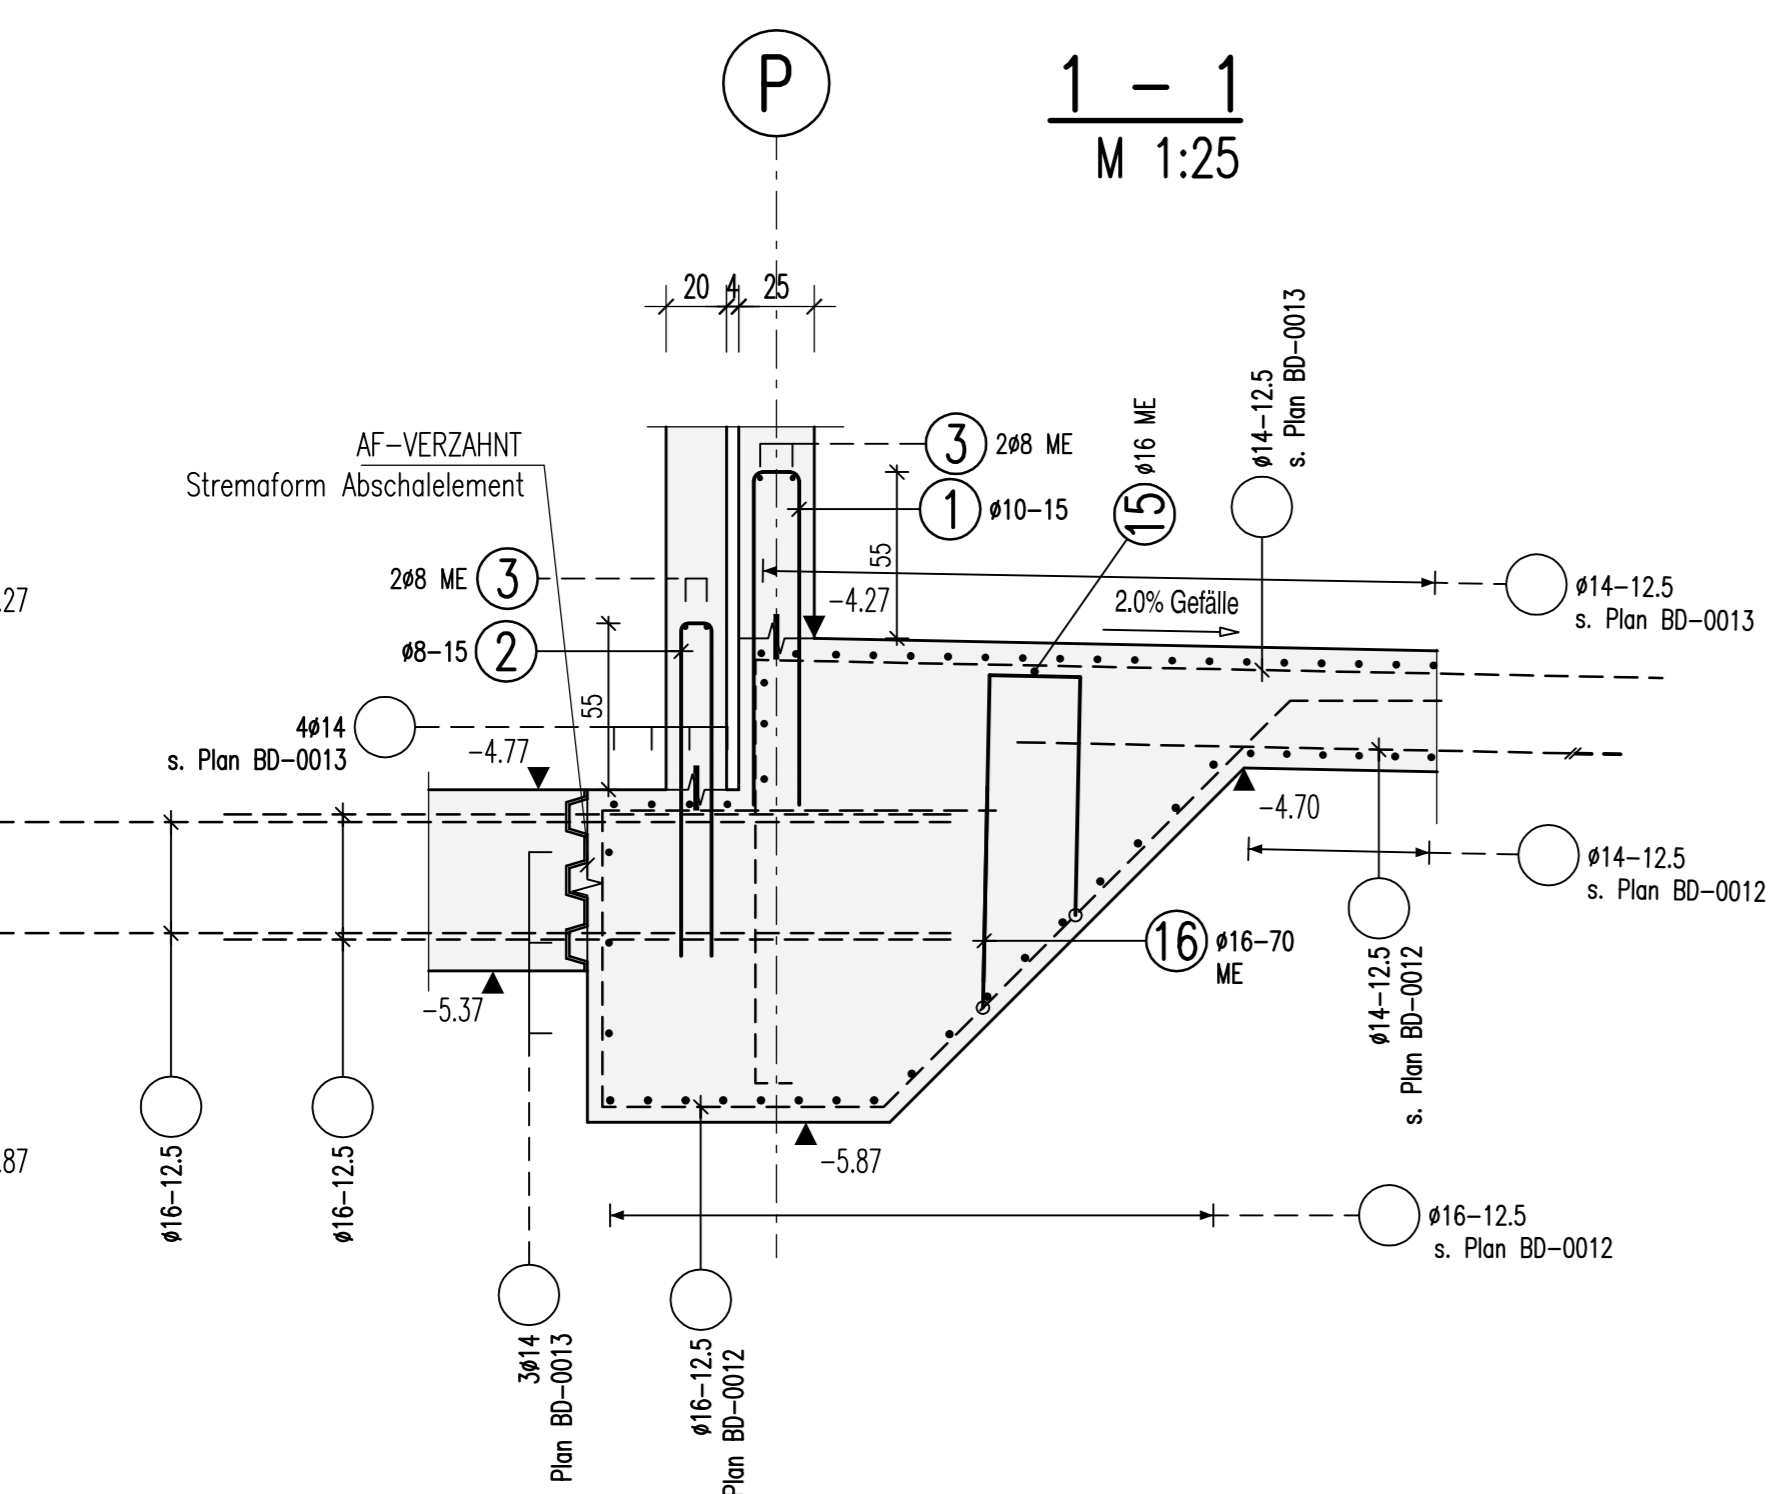 P
1 - 1
M 1:25
20 4 25
AF-VERZAHNT
Stremaform Abschalelement
3 2ø8 ME
1 ø10-15
55
15 ø16 ME
ø14-12.5
s. Plan BD-0013
2ø8 ME 3
ø8-15 2
55
-4.27
2.0% Gefälle
ø14-12.5
s. Plan BD-0013
.27
4ø14
s. Plan BD-0013
-4.77
-4.70
ø14-12.5
s. Plan BD-0012
16 ø16-70
ME
ø14-12.5
s. Plan BD-0012
-5.37
-5.87
.87
ø16-12.5
ø16-12.5
ø16-12.5
s. Plan BD-0012
3ø14
Plan BD-0013
ø16-12.5
Plan BD-0012